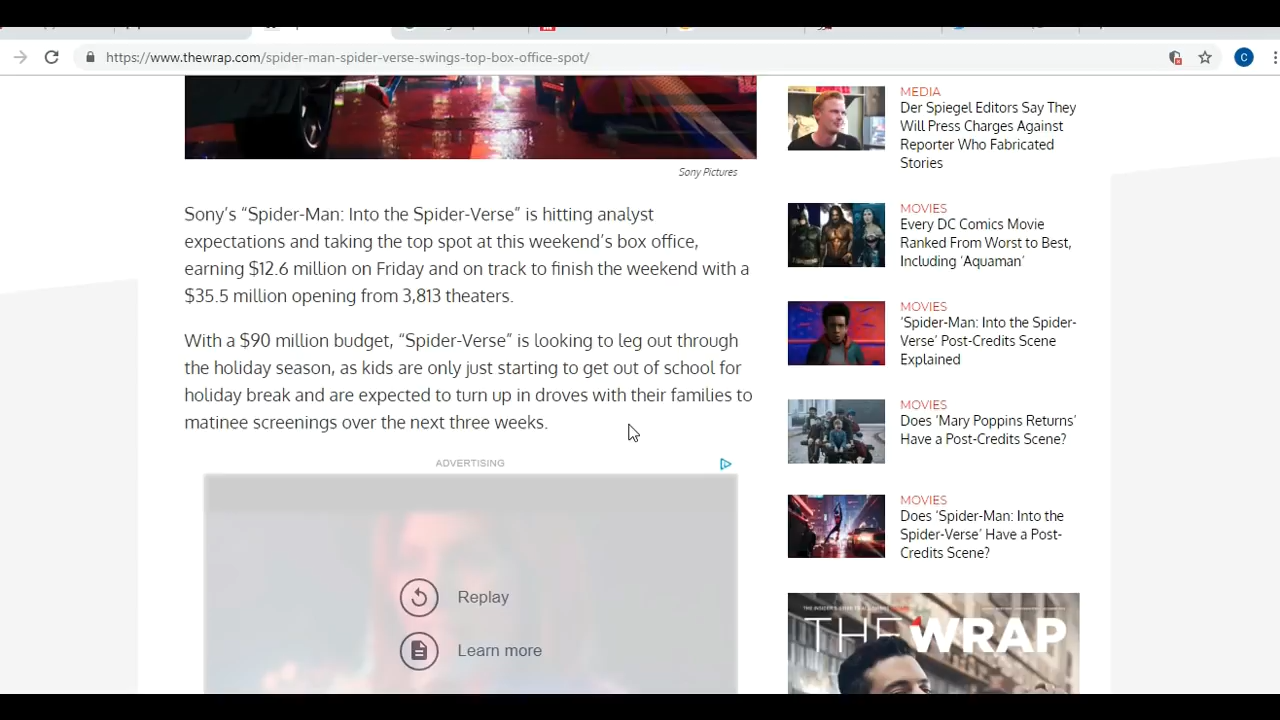 https://www.thewrap.com/spider-man-spider-verse-swings-top-box-office-spot/
C
Sony Pictures
Sony's “Spider-Man: Into the Spider-Verse” is hitting analyst
expectations and taking the top spot at this weekend's box office,
earning $12.6 million on Friday and on track to finish the weekend with a
$35.5 million opening from 3,813 theaters.
With a $90 million budget, “Spider-Verse” is looking to leg out through
the holiday season, as kids are only just starting to get out of school for
holiday break and are expected to turn up in droves with their families to
matinee screenings over the next three weeks.
ADVERTISING
Replay
Learn more
MEDIA
Der Spiegel Editors Say They
Will Press Charges Against
Reporter Who Fabricated
Stories
MOVIES
Every DC Comics Movie
Ranked From Worst to Best,
Including ‘Aquaman’
MOVIES
‘Spider-Man: Into the Spider-
Verse’ Post-Credits Scene
Explained
MOVIES
Does ‘Mary Poppins Returns’
Have a Post-Credits Scene?
MOVIES
Does ‘Spider-Man: Into the
Spider-Verse’ Have a Post-
Credits Scene?
THE WRAP